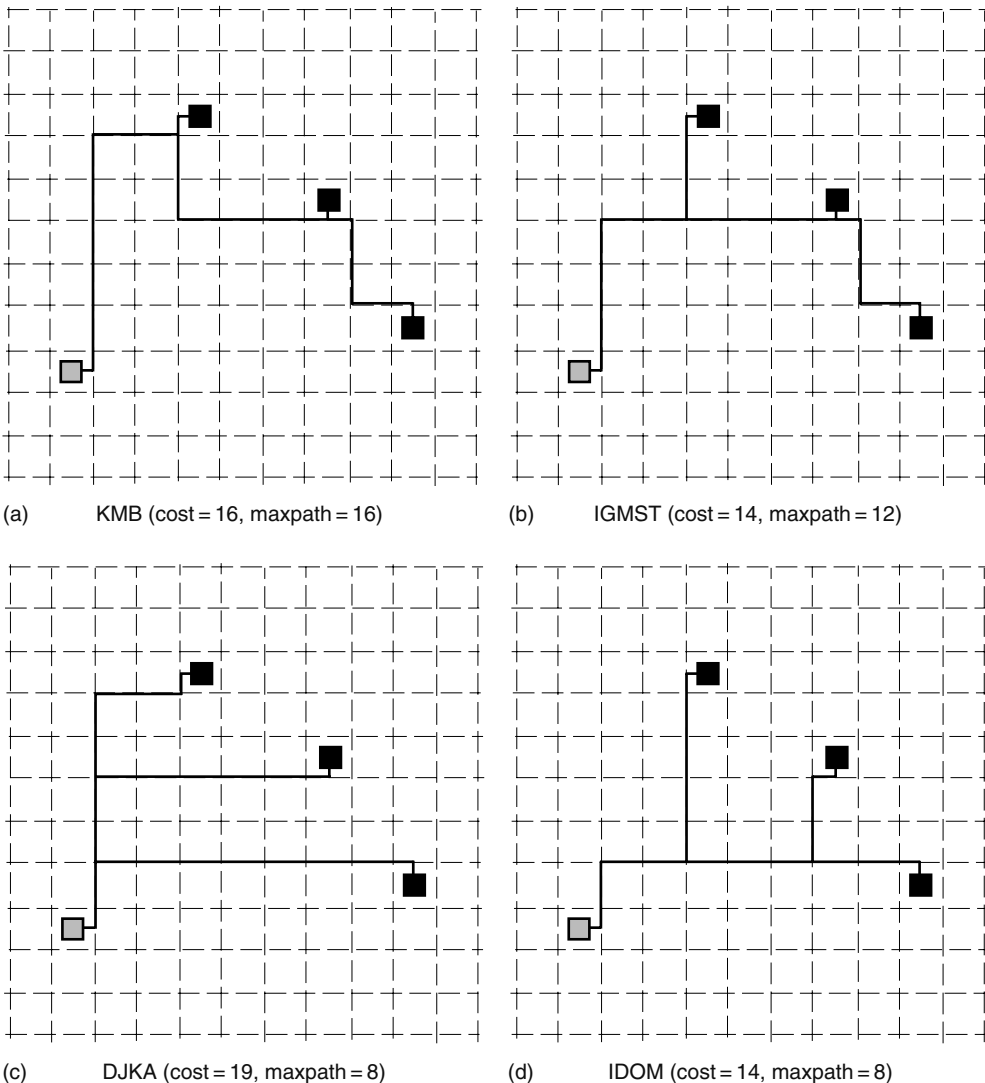 (a) KMB (cost = 16, maxpath = 16)
(b) IGMST (cost = 14, maxpath = 12)
(c) DJKA (cost = 19, maxpath = 8)
(d) IDOM (cost = 14, maxpath = 8)